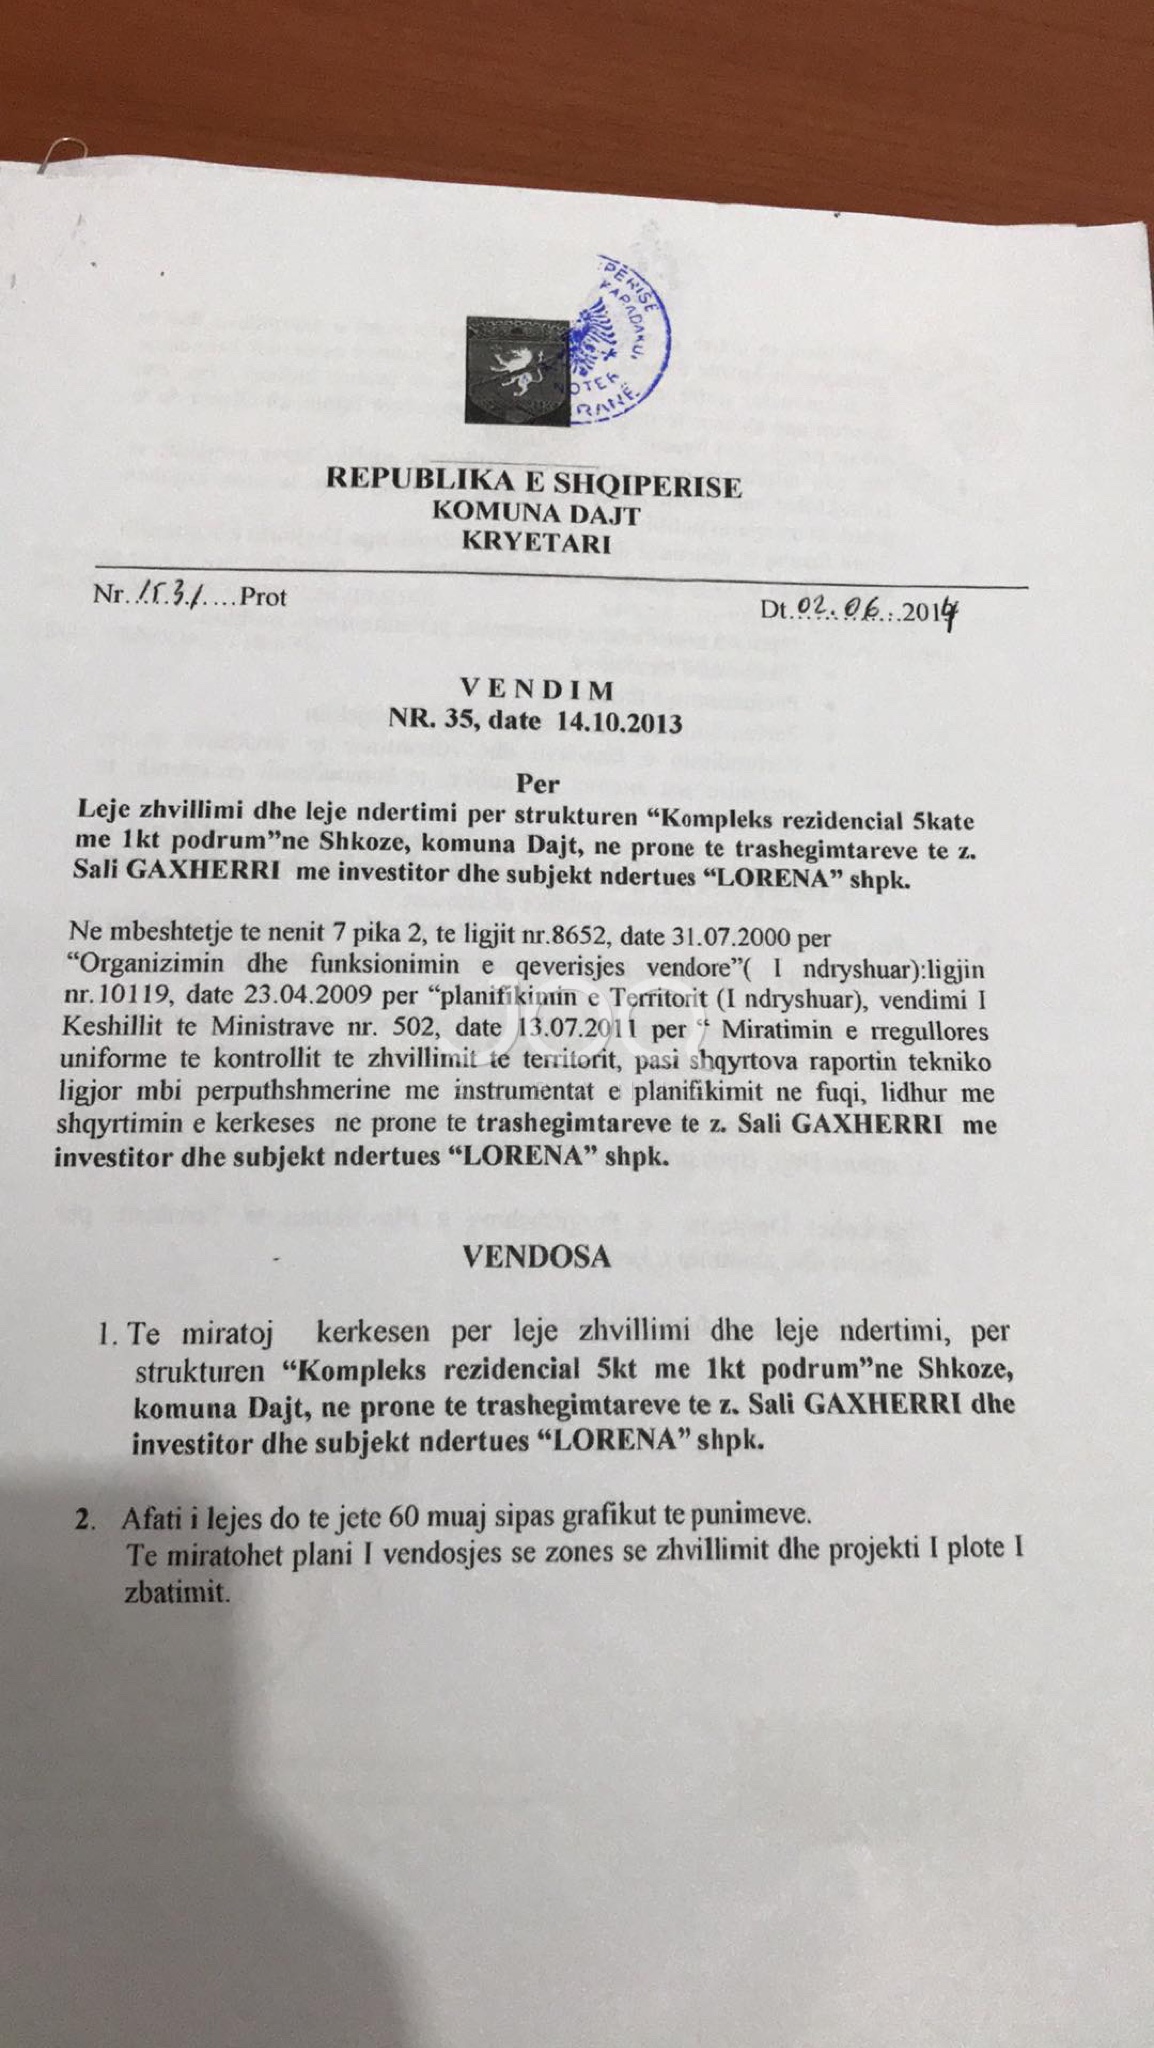 PËRISË
KAPADAKU
NOTER
RANË
REPUBLIKA E SHQIPERISE
KOMUNA DAJT
KRYETARI
Nr. 1531....Prot
Dt. 02.06..2014
V E N D I M
NR. 35, date 14.10.2013
Per
Leje zhvillimi dhe leje ndertimi per strukturen “Kompleks rezidencial 5kate
me 1kt podrum”ne Shkoze, komuna Dajt, ne prone te trashegimtareve te z.
Sali GAXHERRI me investitor dhe subjekt ndertues “LORENA” shpk.
Ne mbeshtetje te nenit 7 pika 2, te ligjit nr.8652, date 31.07.2000 per
“Organizimin dhe funksionimin e qeverisjes vendore”( I ndryshuar):ligjin
nr.10119, date 23.04.2009 per “planifikimin e Territorit (I ndryshuar), vendimi I
Keshillit te Ministrave nr. 502, date 13.07.2011 per “ Miratimin e rregullores
uniforme te kontrollit te zhvillimit te territorit, pasi shqyrtova raportin tekniko
ligjor mbi perputhshmerine me instrumentat e planifikimit ne fuqi, lidhur me
shqyrtimin e kerkeses ne prone te trashegimtareve te z. Sali GAXHERRI me
investitor dhe subjekt ndertues “LORENA” shpk.
VENDOSA
1. Te miratoj kerkesen per leje zhvillimi dhe leje ndertimi, per
strukturen “Kompleks rezidencial 5kt me 1kt podrum”ne Shkoze,
komuna Dajt, ne prone te trashegimtareve te z. Sali GAXHERRI dhe
investitor dhe subjekt ndertues “LORENA” shpk.
2. Afati i lejes do te jete 60 muaj sipas grafikut te punimeve.
Te miratohet plani I vendosjes se zones se zhvillimit dhe projekti I plote I
zbatimit.